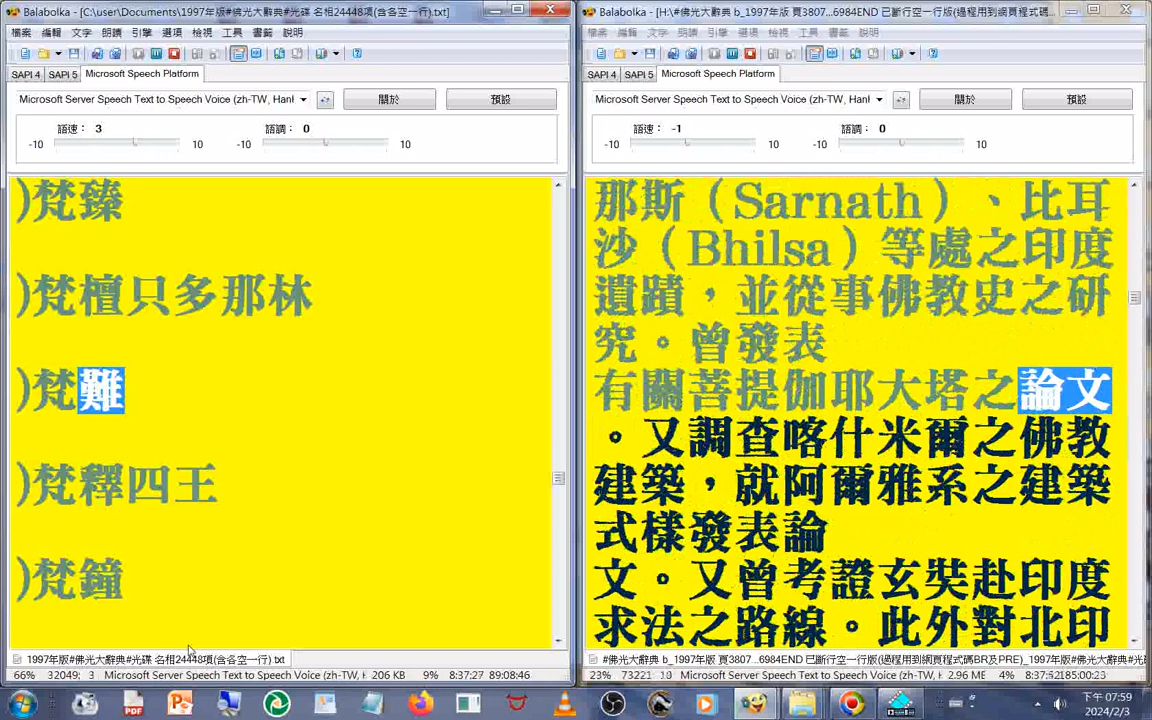 Balabolka - [C:\user\Documents\1997年版#佛光大辭典#光碟 名相24448項(含各空一行).txt]
檔案 編輯 文字 朗讀 引擎 選項 檢視 工具 書籤 說明
SAPI 4 SAPI 5 Microsoft Speech Platform
Microsoft Server Speech Text to Speech Voice (zh-TW, Hanl
關於
預設
語速： 3
語調： 0
-10 10 -10 10
)梵臻
)梵檀只多那林
)梵難
)梵釋四王
)梵鐘
1997年版#佛光大辭典#光碟 名相24448項(含各空一行).txt
66% 32049: 3 Microsoft Server Speech Text to Speech Voice (zh-TW, H 206 KB 9% 8:37:27 89:08:46
Balabolka - [H:\#佛光大辭典 b_1997年版 頁3807...6984END 已斷行空一行版(過程用到網頁程式碼...
檔案 編輯 文字 朗讀 引擎 選項 檢視 工具 書籤 說明
SAPI 4 SAPI 5 Microsoft Speech Platform
Microsoft Server Speech Text to Speech Voice (zh-TW, Hanl
關於
預設
語速： -1
語調： 0
-10 10 -10 10
那斯（Sarnath）、比耳
沙（Bhilsa）等處之印度
遺蹟，並從事佛教史之研
究。曾發表
有關菩提伽耶大塔之論文
。又調查喀什米爾之佛教
建築，就阿爾雅系之建築
式樣發表論
文。又曾考證玄奘赴印度
求法之路線。此外對北印
#佛光大辭典 b_1997年版 頁3807...6984END 已斷行空一行版(過程用到網頁程式碼BR及PRE)_1997年版#佛光
23% Microsoft Server Speech Text to Speech Voice (zh-TW, H 2.96 ME 4%
下午 07:59
2024/2/3